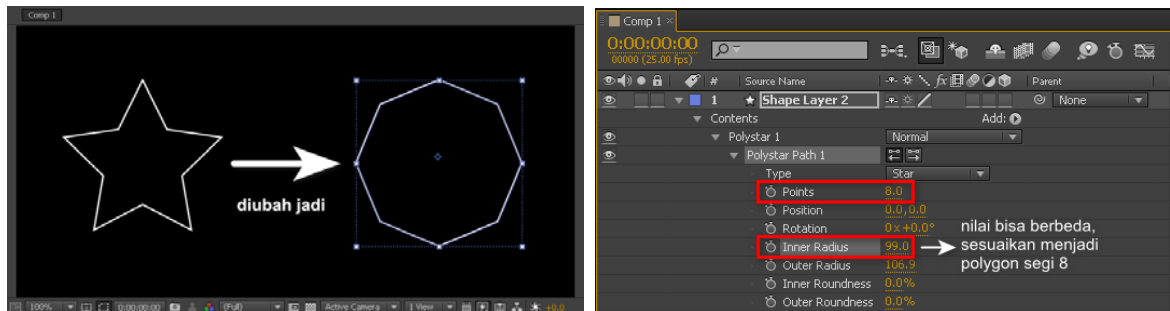 Comp 1
diubah jadi
100%
0:00:00:00
(Full)
Active Camera
1 View
+0.0
Comp 1 ×
0:00:00:00
00000 (25.00 fps)
# Source Name Parent
1 ★ Shape Layer 2 None
Contents Add:
Polystar 1 Normal
Polystar Path 1
Type Star
Points 8.0
Position 0.0,0.0
Rotation 0x+0.0°
Inner Radius 99.0
Outer Radius 106.9
Inner Roundness 0.0%
Outer Roundness 0.0%
nilai bisa berbeda,
sesuaikan menjadi
polygon segi 8